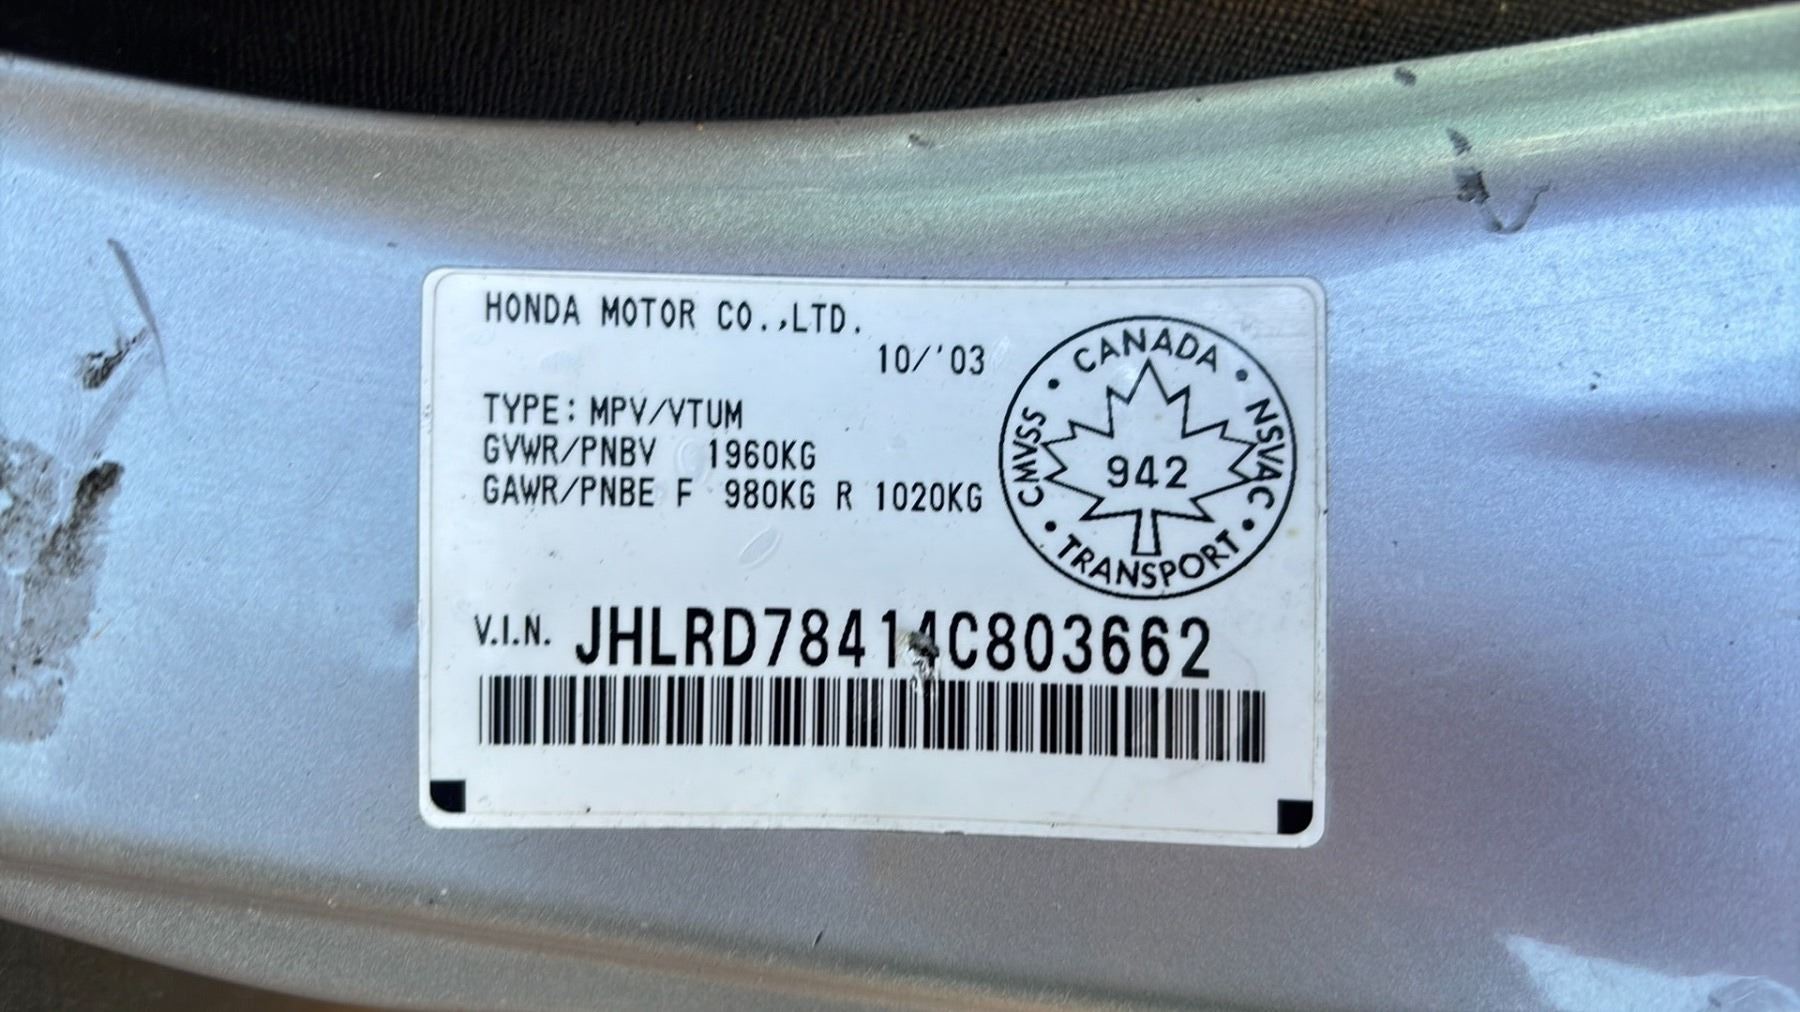 HONDA MOTOR CO.,LTD.
10/'03
TYPE: MPV/VTUM
GVWR/PNBV 1960KG
GAWR/PNBE F 980KG R 1020KG
CANADA
CMVSS
942
NSVAC
TRANSPORT
V.I.N. JHLRD78414C803662